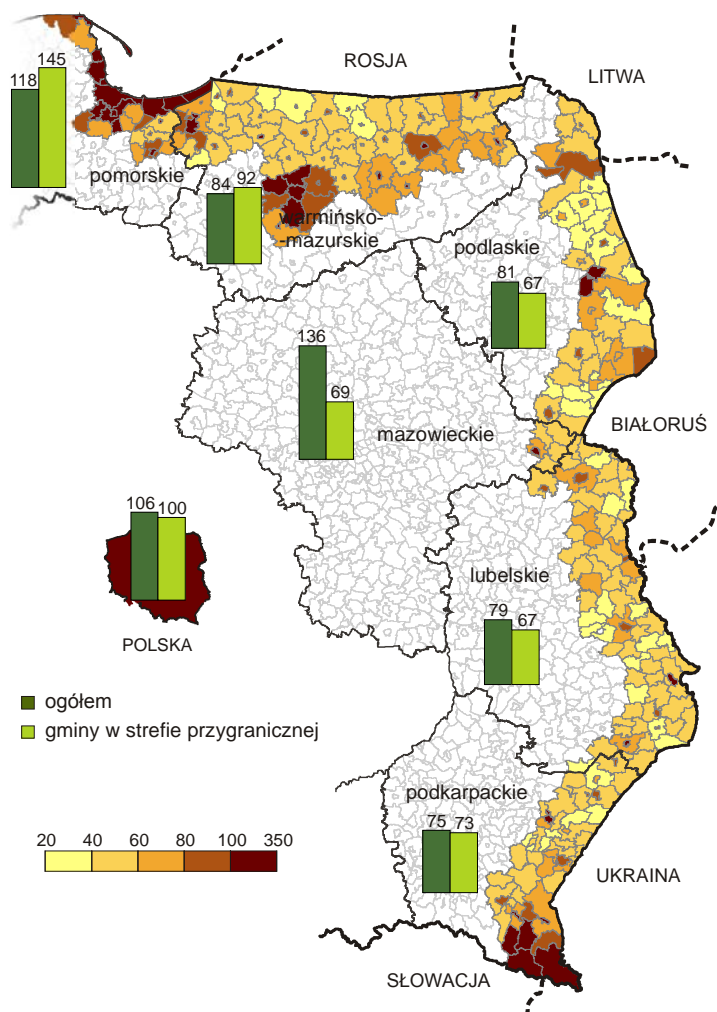 ROSJA
LITWA
118
145
pomorskie
84
92
warmińsko-
-mazurskie
podlaskie
81
67
136
69
mazowieckie
BIAŁORUŚ
106
100
POLSKA
lubelskie
79
67
ogółem
gminy w strefie przygranicznej
podkarpackie
75
73
20 40 60 80 100 350
UKRAINA
SŁOWACJA